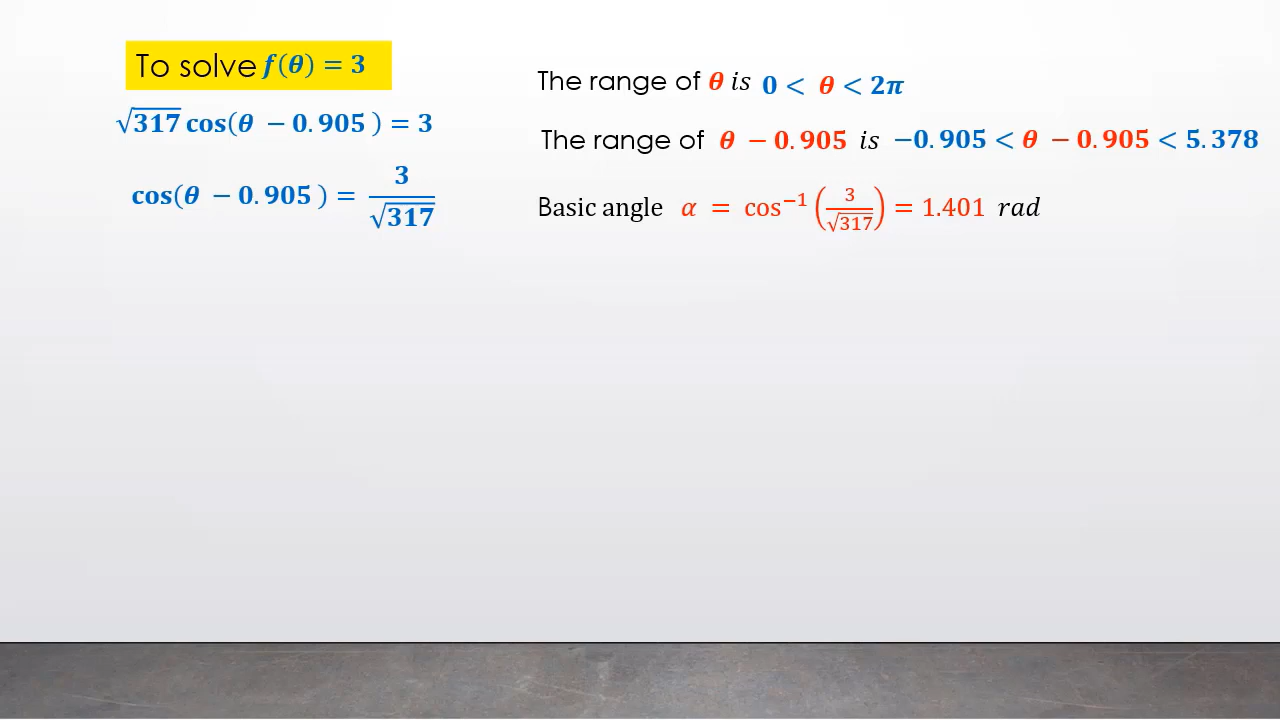 To solve f(θ) = 3
√317 cos(θ − 0.905 ) = 3
cos(θ − 0.905 ) = 3/√317
The range of θ is 0 < θ < 2π
The range of θ − 0.905 is −0.905 < θ − 0.905 < 5.378
Basic angle α = cos⁻¹(3/√317) = 1.401 rad